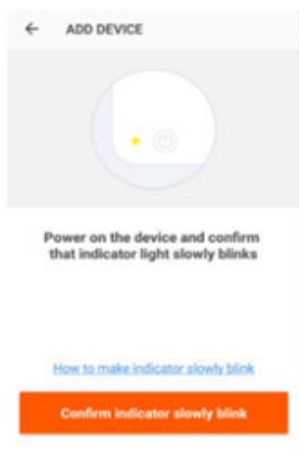 ADD DEVICE
Power on the device and confirm
that indicator light slowly blinks
How to make indicator slowly blink
Confirm indicator slowly blink